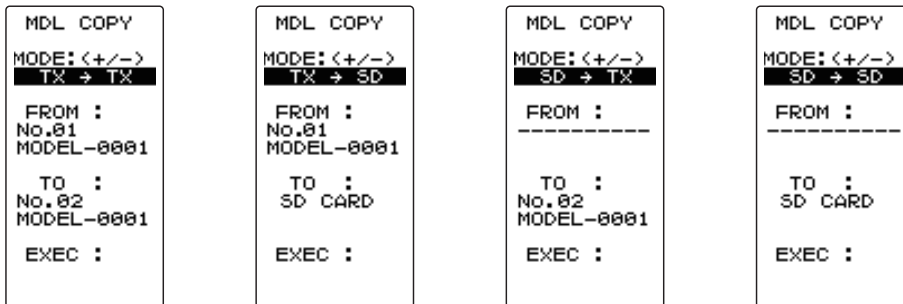 MDL COPY
MODE:<+/->
TX → TX
FROM :
No.01
MODEL-0001
TO :
No.02
MODEL-0001
EXEC :
MDL COPY
MODE:<+/->
TX → SD
FROM :
No.01
MODEL-0001
TO :
SD CARD
EXEC :
MDL COPY
MODE:<+/->
SD → TX
FROM :
----------
TO :
No.02
MODEL-0001
EXEC :
MDL COPY
MODE:<+/->
SD → SD
FROM :
----------
TO :
SD CARD
EXEC :